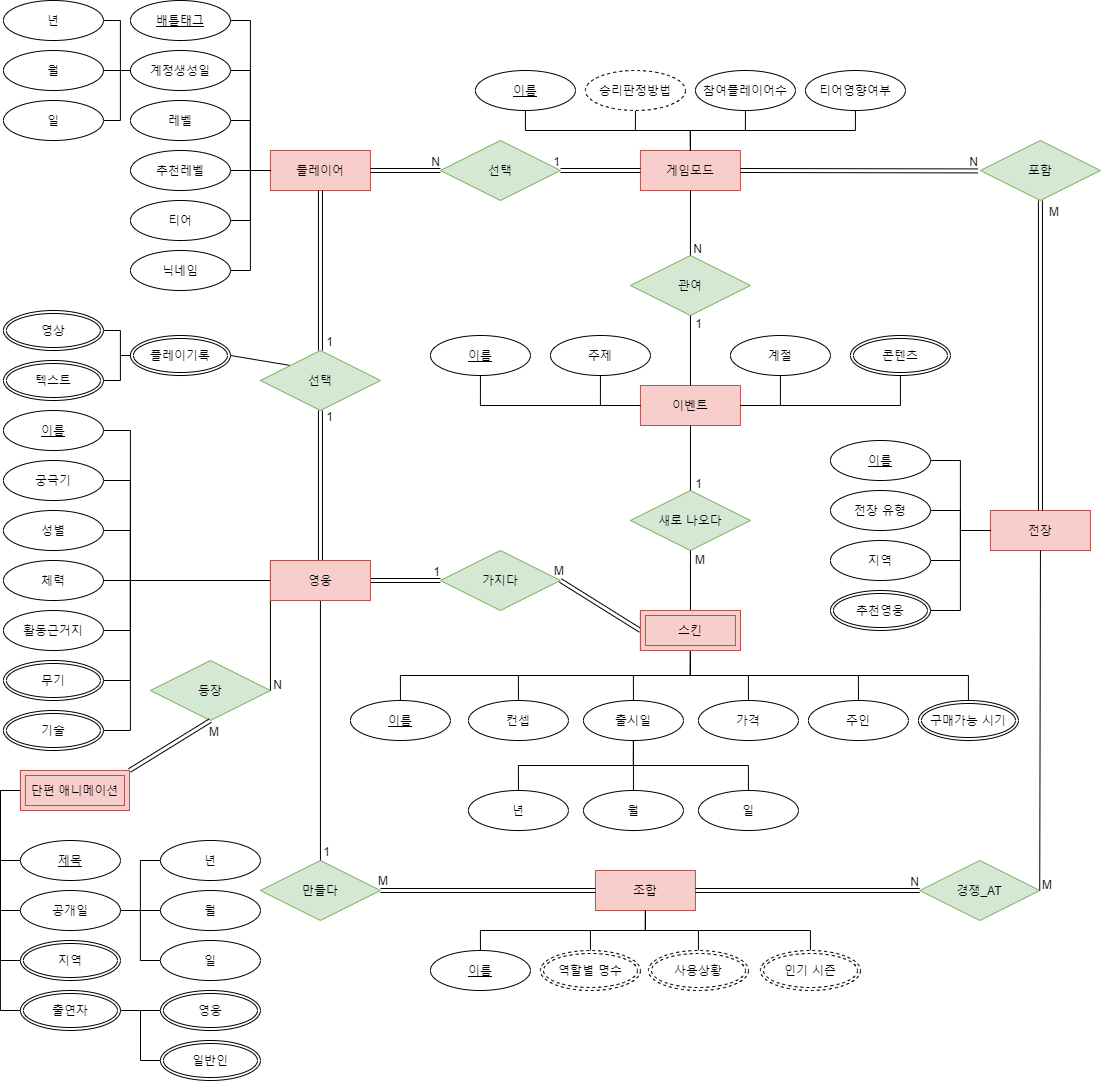 년
배틀태그
월
계정생성일
일
레벨
추천레벨
티어
닉네임
이름
승리판정방법
참여플레이어수
티어영향여부
플레이어
N
선택
1
게임모드
N
포함
M
N
관여
1
영상
텍스트
플레이기록
1
선택
1
이름
주제
계절
콘텐츠
이벤트
이름
궁극기
성별
체력
활동근거지
무기
기술
1
새로 나오다
M
이름
전장 유형
지역
추천영웅
전장
영웅
1
가지다
M
스킨
등장
N
M
이름
컨셉
출시일
가격
주인
구매가능 시기
년
월
일
단편 애니메이션
제목
공개일
지역
출연자
년
월
일
영웅
일반인
1
만들다
M
조합
N
경쟁_AT
M
이름
역할별 명수
사용상황
인기 시즌